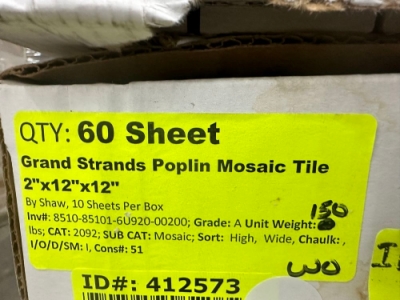 QTY: 60 Sheet
Grand Strands Poplin Mosaic Tile
2"x12"x12"
By Shaw, 10 Sheets Per Box
Inv#: 8510-85101-6U920-00200; Grade: A Unit Weight: 150
lbs; CAT: 2092; SUB CAT: Mosaic; Sort: High, Wide, Chaulk: ,
I/O/D/SM: I, Cons#: 51
ID#: 412573